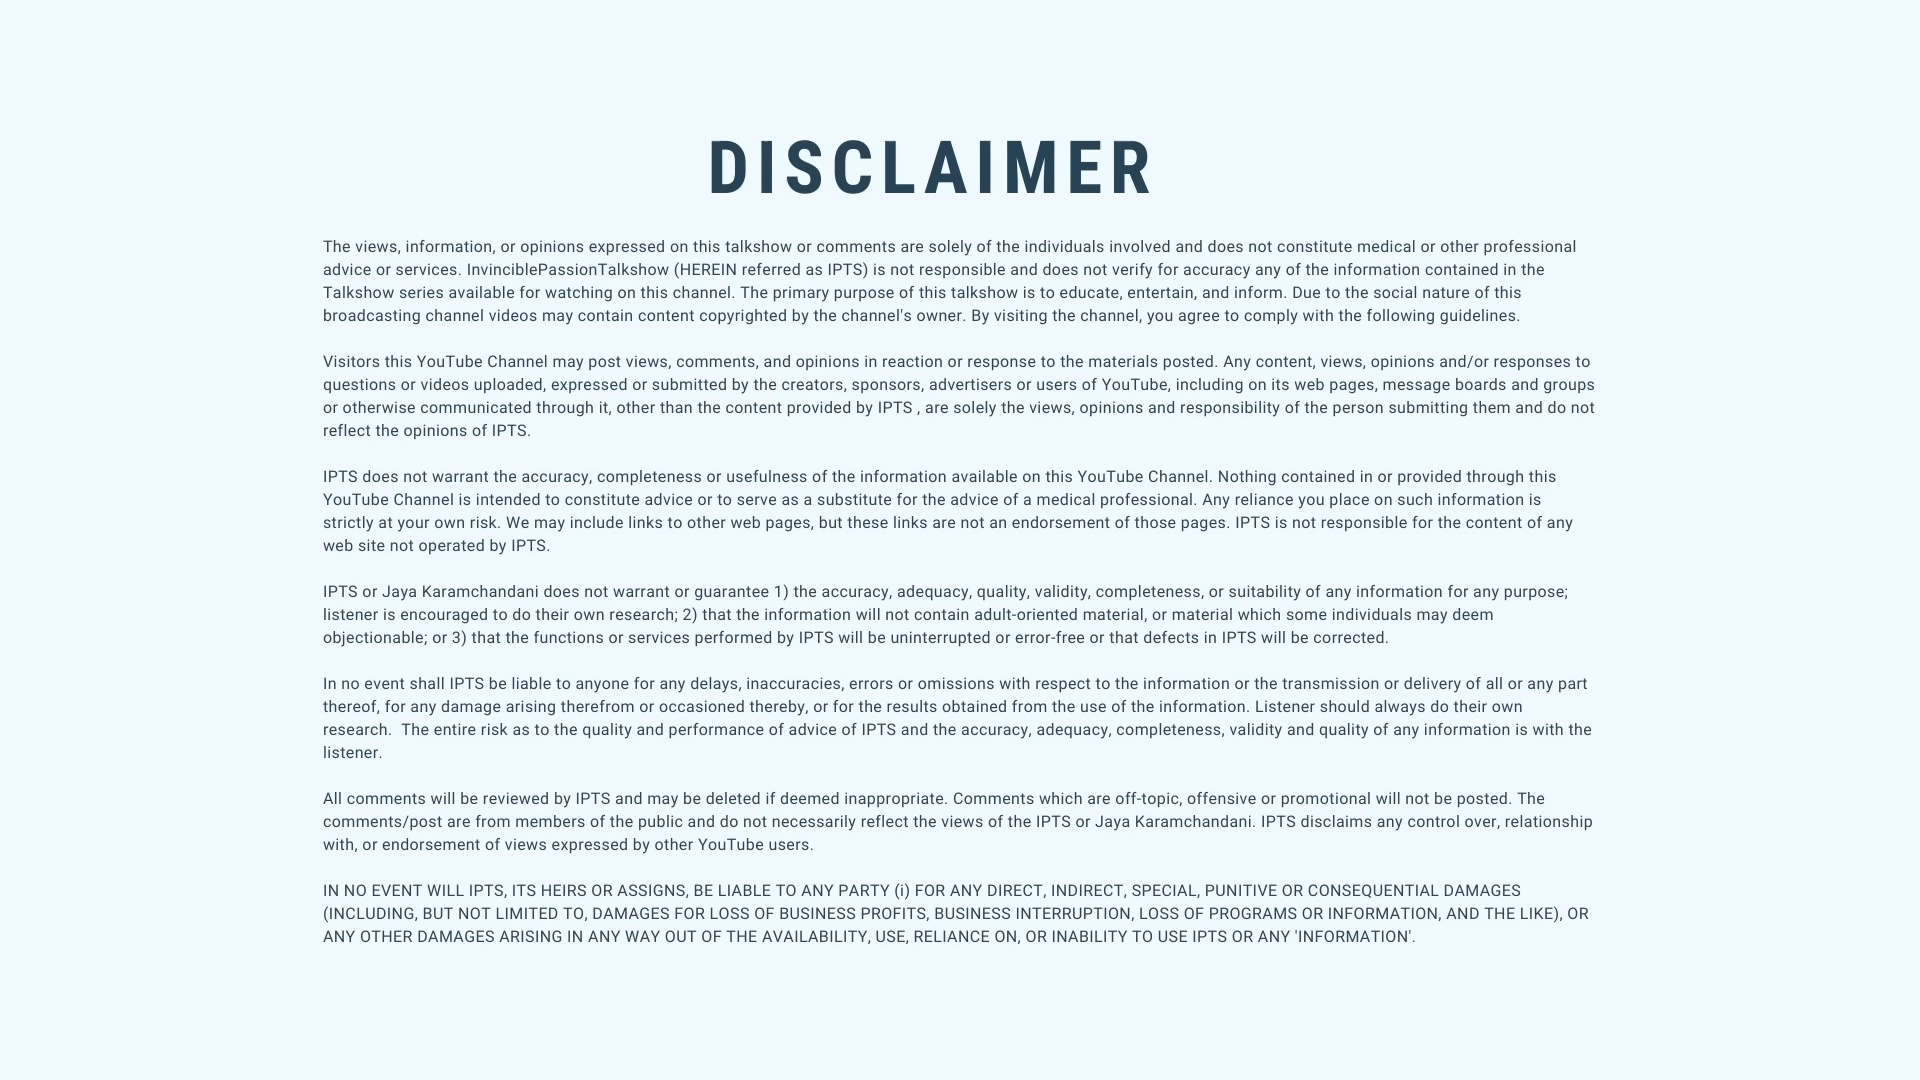 DISCLAIMER
The views, information, or opinions expressed on this talkshow or comments are solely of the individuals involved and does not constitute medical or other professional
advice or services. InvinciblePassionTalkshow (HEREIN referred as IPTS) is not responsible and does not verify for accuracy any of the information contained in the
Talkshow series available for watching on this channel. The primary purpose of this talkshow is to educate, entertain, and inform. Due to the social nature of this
broadcasting channel videos may contain content copyrighted by the channel's owner. By visiting the channel, you agree to comply with the following guidelines.
Visitors this YouTube Channel may post views, comments, and opinions in reaction or response to the materials posted. Any content, views, opinions and/or responses to
questions or videos uploaded, expressed or submitted by the creators, sponsors, advertisers or users of YouTube, including on its web pages, message boards and groups
or otherwise communicated through it, other than the content provided by IPTS , are solely the views, opinions and responsibility of the person submitting them and do not
reflect the opinions of IPTS.
IPTS does not warrant the accuracy, completeness or usefulness of the information available on this YouTube Channel. Nothing contained in or provided through this
YouTube Channel is intended to constitute advice or to serve as a substitute for the advice of a medical professional. Any reliance you place on such information is
strictly at your own risk. We may include links to other web pages, but these links are not an endorsement of those pages. IPTS is not responsible for the content of any
web site not operated by IPTS.
IPTS or Jaya Karamchandani does not warrant or guarantee 1) the accuracy, adequacy, quality, validity, completeness, or suitability of any information for any purpose;
listener is encouraged to do their own research; 2) that the information will not contain adult-oriented material, or material which some individuals may deem
objectionable; or 3) that the functions or services performed by IPTS will be uninterrupted or error-free or that defects in IPTS will be corrected.
In no event shall IPTS be liable to anyone for any delays, inaccuracies, errors or omissions with respect to the information or the transmission or delivery of all or any part
thereof, for any damage arising therefrom or occasioned thereby, or for the results obtained from the use of the information. Listener should always do their own
research.  The entire risk as to the quality and performance of advice of IPTS and the accuracy, adequacy, completeness, validity and quality of any information is with the
listener.
All comments will be reviewed by IPTS and may be deleted if deemed inappropriate. Comments which are off-topic, offensive or promotional will not be posted. The
comments/post are from members of the public and do not necessarily reflect the views of the IPTS or Jaya Karamchandani. IPTS disclaims any control over, relationship
with, or endorsement of views expressed by other YouTube users.
IN NO EVENT WILL IPTS, ITS HEIRS OR ASSIGNS, BE LIABLE TO ANY PARTY (i) FOR ANY DIRECT, INDIRECT, SPECIAL, PUNITIVE OR CONSEQUENTIAL DAMAGES
(INCLUDING, BUT NOT LIMITED TO, DAMAGES FOR LOSS OF BUSINESS PROFITS, BUSINESS INTERRUPTION, LOSS OF PROGRAMS OR INFORMATION, AND THE LIKE), OR
ANY OTHER DAMAGES ARISING IN ANY WAY OUT OF THE AVAILABILITY, USE, RELIANCE ON, OR INABILITY TO USE IPTS OR ANY 'INFORMATION'.